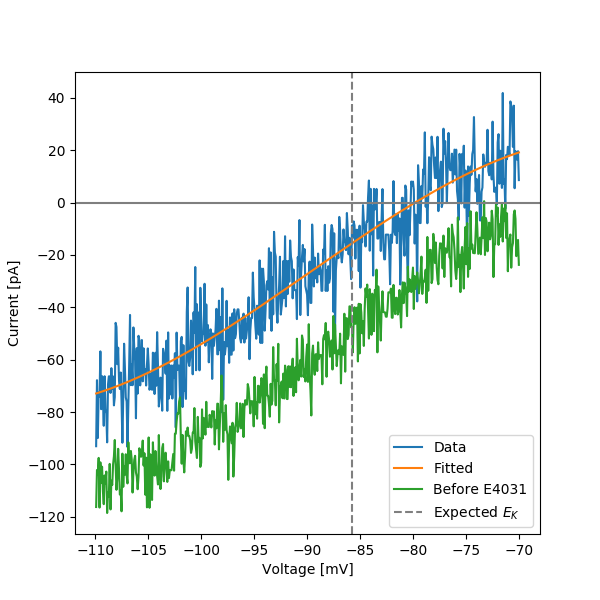 40
20
0
−20
−40
−60
−80
−100
−120
Current [pA]
−110 −105 −100 −95 −90 −85 −80 −75 −70
Voltage [mV]
Data
Fitted
Before E4031
Expected E_K